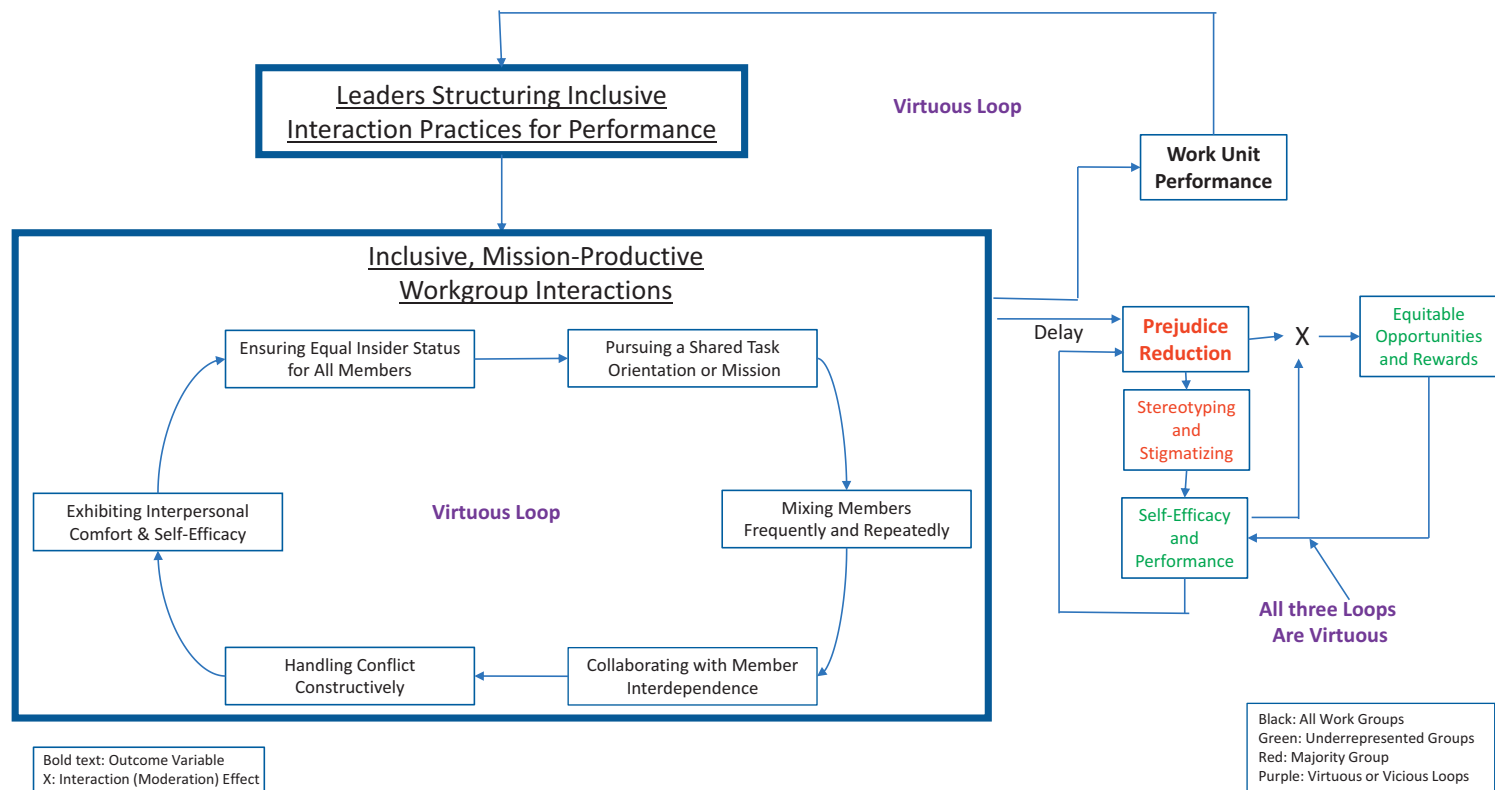 Leaders Structuring Inclusive
Interaction Practices for Performance
Virtuous Loop
Work Unit
Performance
Inclusive, Mission-Productive
Workgroup Interactions
Ensuring Equal Insider Status
for All Members
Pursuing a Shared Task
Orientation or Mission
Mixing Members
Frequently and Repeatedly
Collaborating with Member
Interdependence
Handling Conflict
Constructively
Exhibiting Interpersonal
Comfort & Self-Efficacy
Virtuous Loop
Delay
Prejudice
Reduction
X
Equitable
Opportunities
and Rewards
Stereotyping
and
Stigmatizing
Self-Efficacy
and
Performance
All three Loops
Are Virtuous
Bold text: Outcome Variable
X: Interaction (Moderation) Effect
Black: All Work Groups
Green: Underrepresented Groups
Red: Majority Group
Purple: Virtuous or Vicious Loops